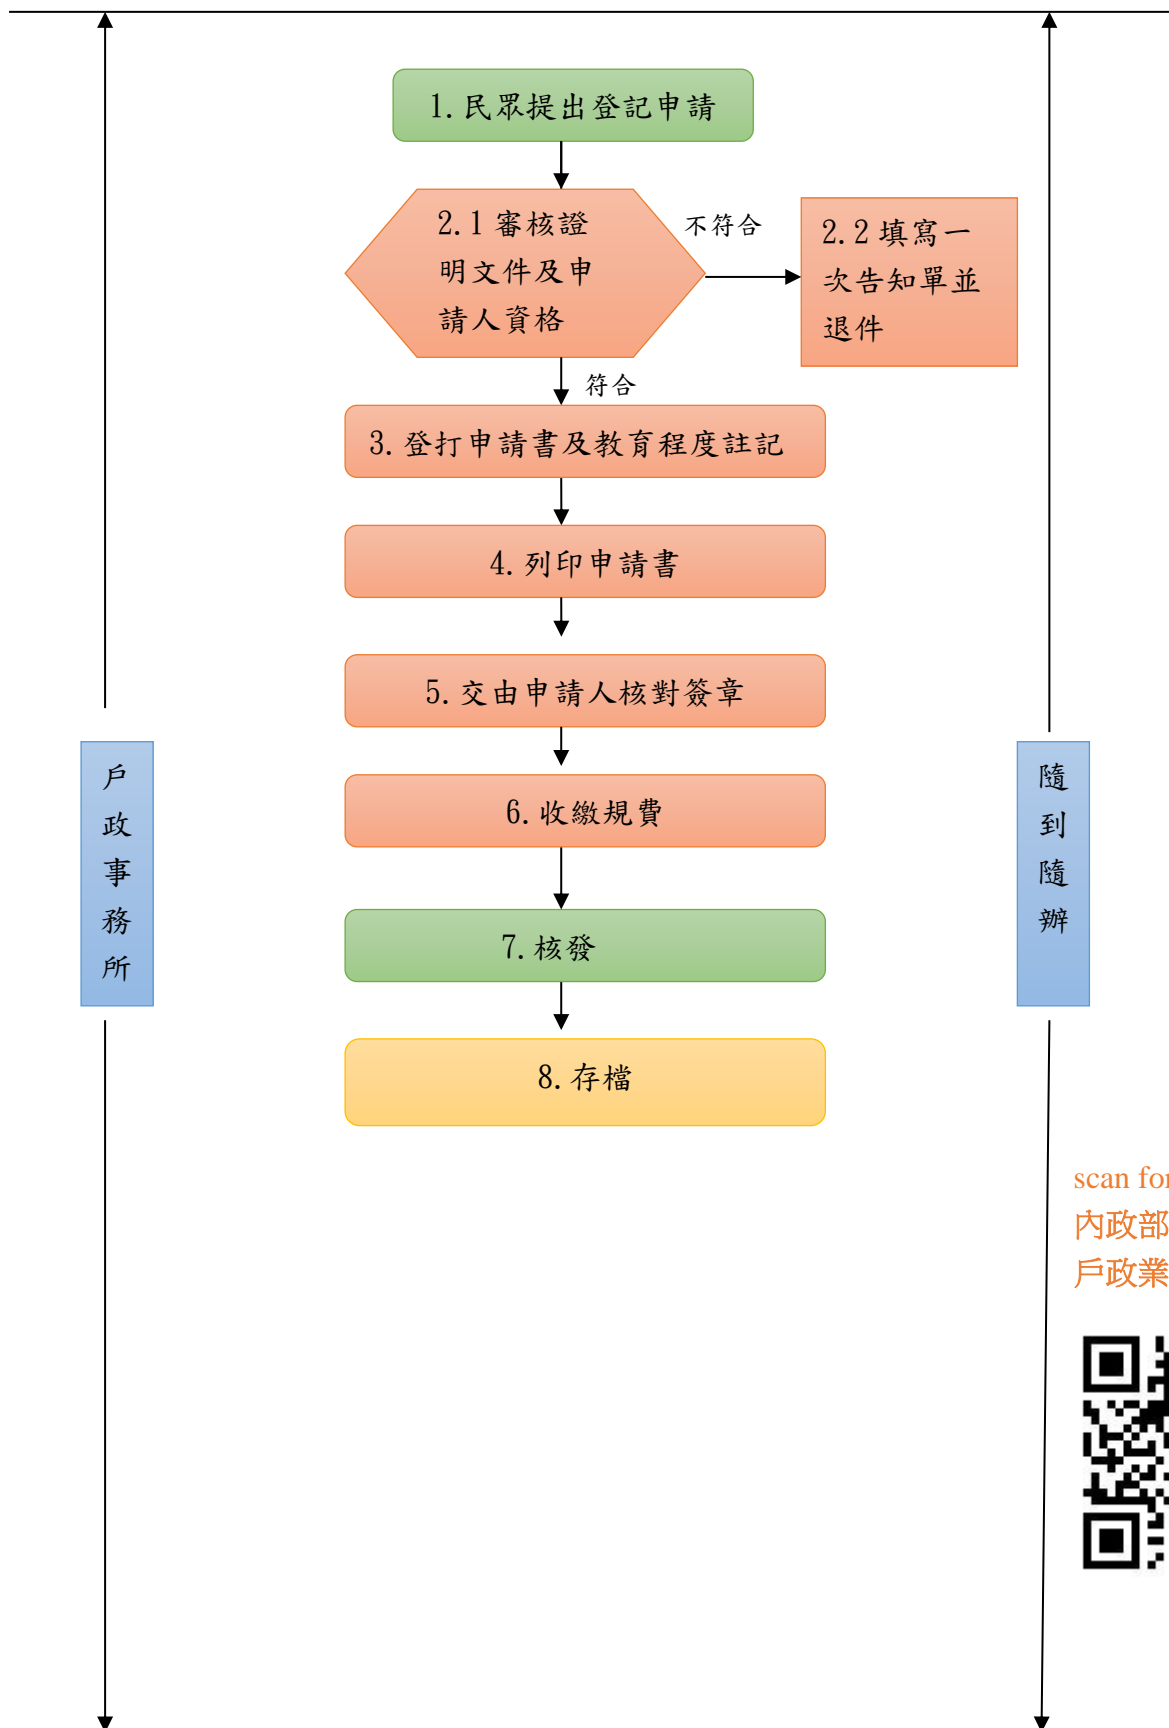 1.民眾提出登記申請
2.1 審核證
明文件及申
請人資格
不符合
2.2 填寫一
次告知單並
退件
符合
3.登打申請書及教育程度註記
4.列印申請書
5.交由申請人核對簽章
6.收繳規費
7.核發
8.存檔
戶
政
事
務
所
隨
到
隨
辦
scan for
內政部
戶政業